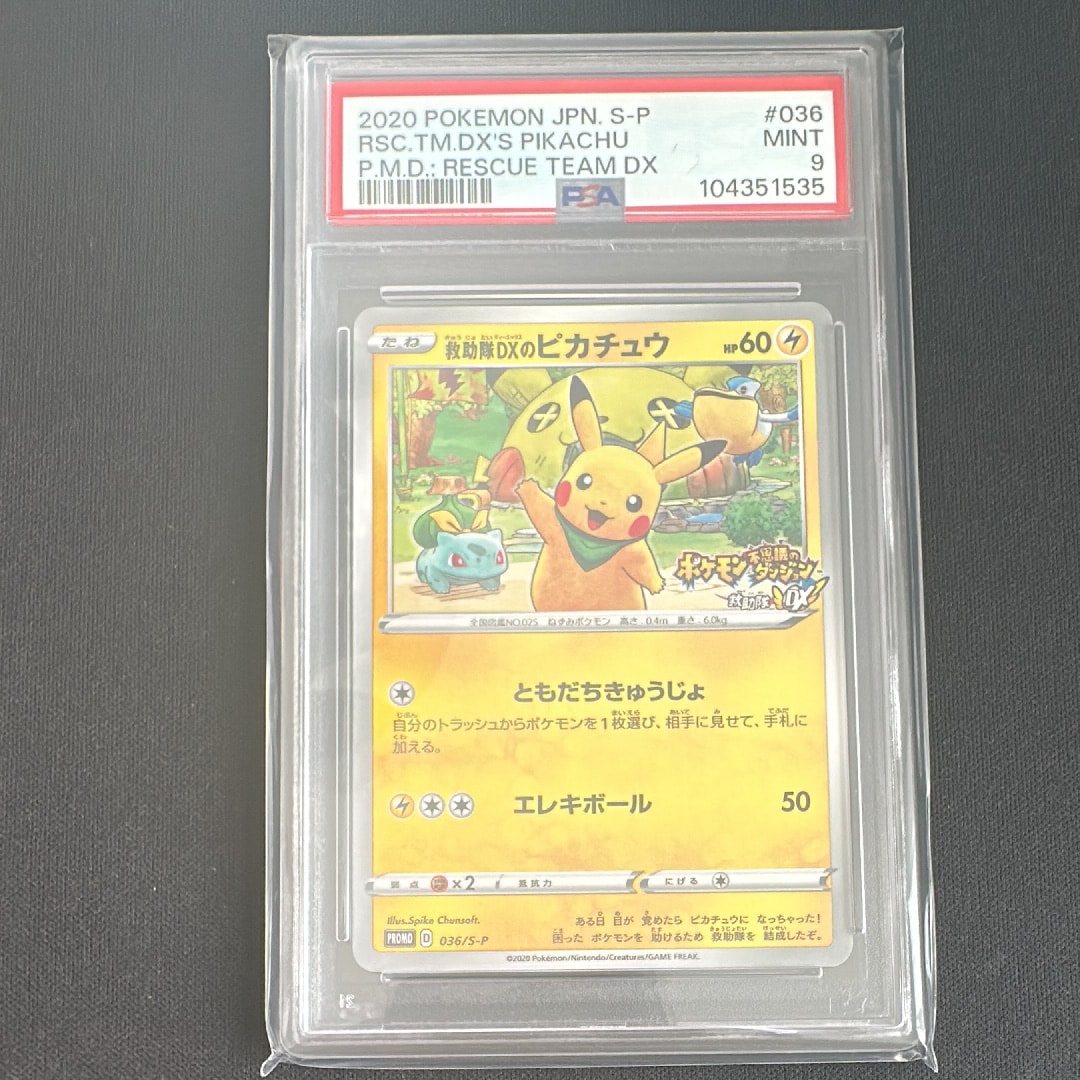 2020 POKEMON JPN. S-P #036
RSC.TM.DX'S PIKACHU MINT
P.M.D.: RESCUE TEAM DX 9
PSA 104351535
たね 救助隊DXのピカチュウ HP60
ポケモン不思議のダンジョン
救助隊DX
全国図鑑NO.025 ねずみポケモン 高さ.0.4m 重さ.6.0kg
ともだちきゅうじょ
自分のトラッシュからポケモンを1枚選び、相手に見せて、手札に
加える。
エレキボール 50
弱点 ×2 抵抗力 にげる
Illus.Spike Chunsoft.
ある日 目が 覚めたら ピカチュウに なっちゃった!
困った ポケモンを 助けるため 救助隊を 結成したぞ。
PROMO D 036/S-P
©2020 Pokémon/Nintendo/Creatures/GAME FREAK.